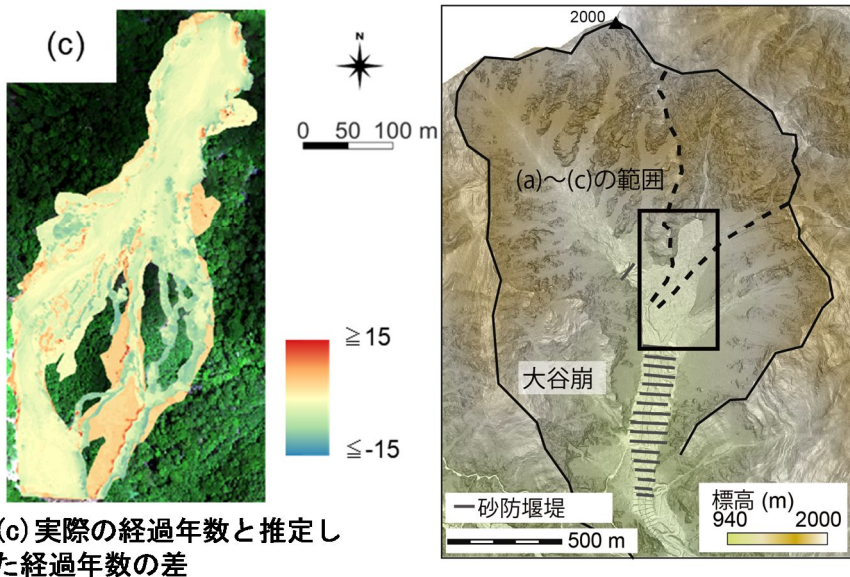 (c)
N
0 50 100 m
≧15
≦-15
(c)実際の経過年数と推定し
た経過年数の差
2000
(a)〜(c)の範囲
大谷崩
砂防堰堤
500 m
標高 (m)
940 2000